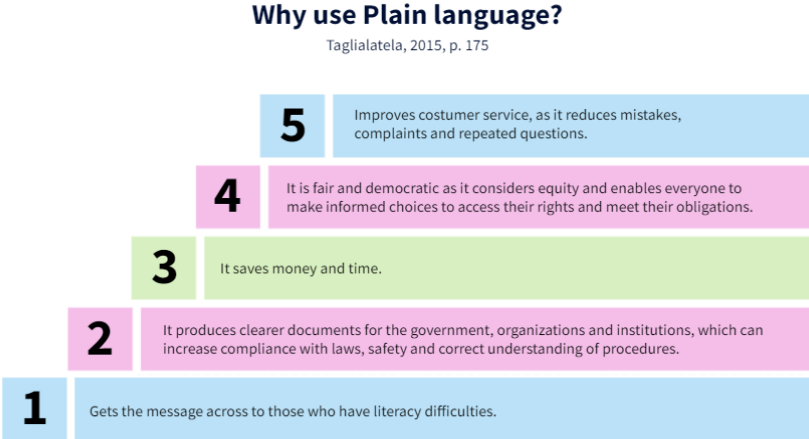 Why use Plain language?
Taglialatela, 2015, p. 175
5
Improves costumer service, as it reduces mistakes,
complaints and repeated questions.
4
It is fair and democratic as it considers equity and enables everyone to
make informed choices to access their rights and meet their obligations.
3
It saves money and time.
2
It produces clearer documents for the government, organizations and institutions, which can
increase compliance with laws, safety and correct understanding of procedures.
1
Gets the message across to those who have literacy difficulties.